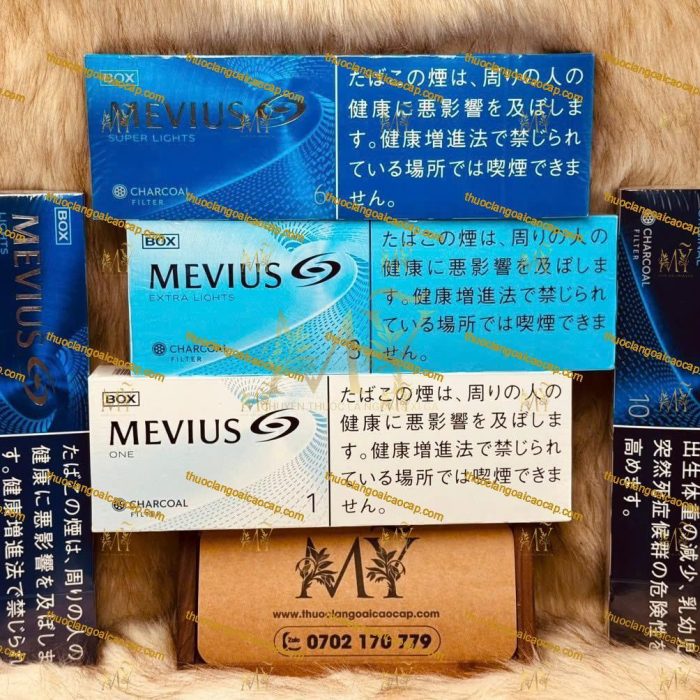 BOX
MEVIUS
SUPER LIGHTS
CHARCOAL
FILTER
6
たばこの煙は、周りの人の
健康に悪影響を及ぼしま
す。健康増進法で禁じられ
ている場所では喫煙できま
せん。
BOX
MEVIUS
EXTRA LIGHTS
CHARCOAL
FILTER
3
たばこの煙は、周りの人の
健康に悪影響を及ぼしま
す。健康増進法で禁じられ
ている場所では喫煙できま
せん。
BOX
MEVIUS
ONE
CHARCOAL
FILTER
1
たばこの煙は、周りの人の
健康に悪影響を及ぼしま
す。健康増進法で禁じられ
ている場所では喫煙できま
せん。
BOX
MEVIUS
LIGHTS
たばこの煙は、周りの人の
健康に悪影響を及ぼしま
す。健康増進法で禁じられ
CHARCOAL
FILTER
10
出生体重の減少、乳幼児
突然死症候群の危険性を
高めます。
MY
www.thuoclangoaicaocap.com
Zalo
0702 170 779
thuoclangoaicaocap.com